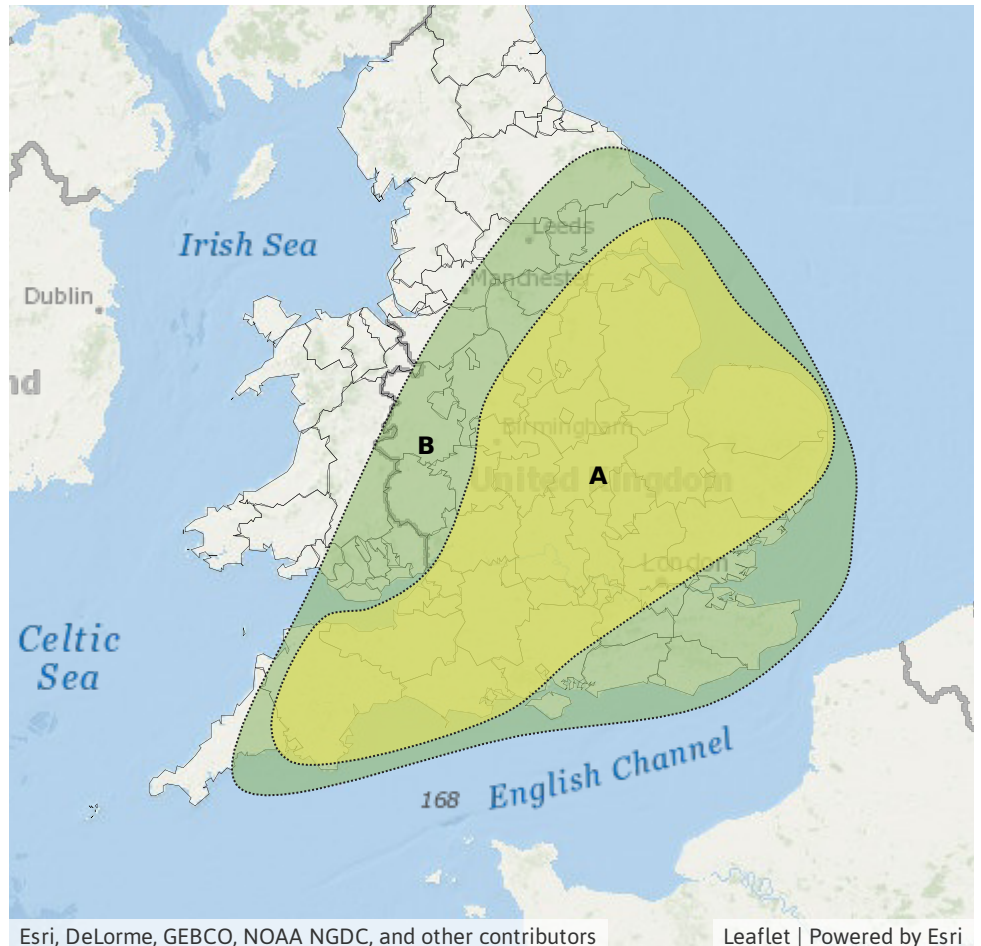 Leeds
Irish Sea
Manchester
Dublin
nd
Birmingham
B
A
United Kingdom
London
Celtic
Sea
English Channel
168
Esri, DeLorme, GEBCO, NOAA NGDC, and other contributors
Leaflet | Powered by Esri